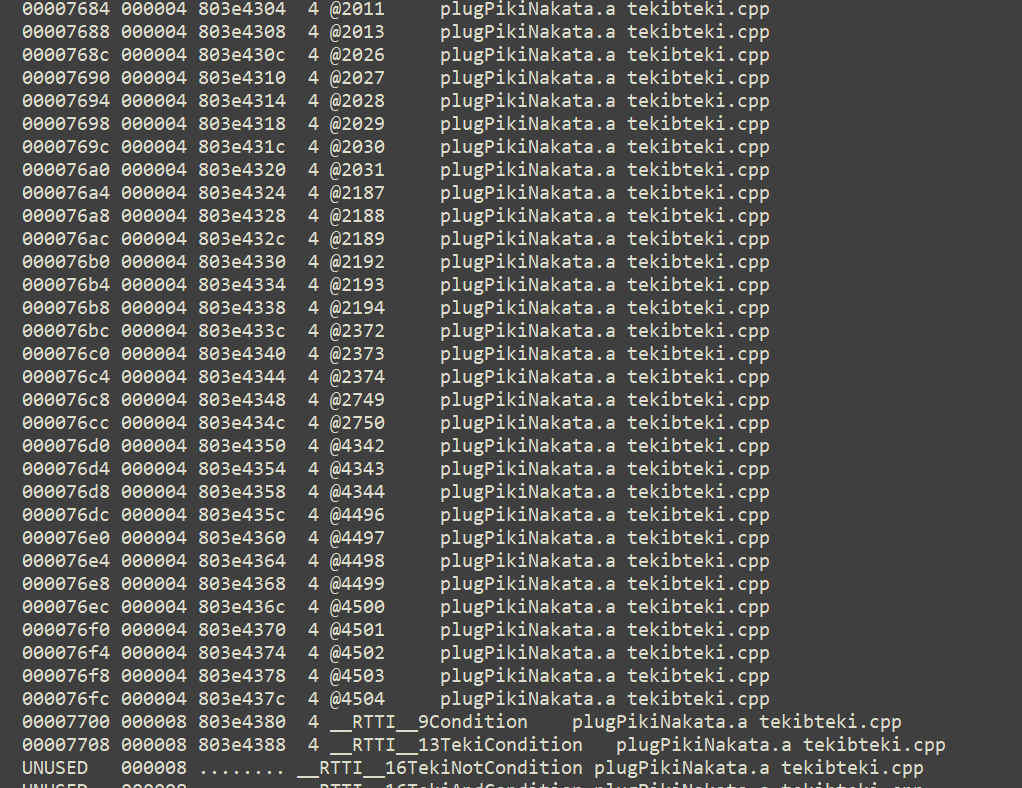 00007684 000004 803e4304 4 @2011 plugPikiNakata.a tekibteki.cpp
00007688 000004 803e4308 4 @2013 plugPikiNakata.a tekibteki.cpp
0000768c 000004 803e430c 4 @2026 plugPikiNakata.a tekibteki.cpp
00007690 000004 803e4310 4 @2027 plugPikiNakata.a tekibteki.cpp
00007694 000004 803e4314 4 @2028 plugPikiNakata.a tekibteki.cpp
00007698 000004 803e4318 4 @2029 plugPikiNakata.a tekibteki.cpp
0000769c 000004 803e431c 4 @2030 plugPikiNakata.a tekibteki.cpp
000076a0 000004 803e4320 4 @2031 plugPikiNakata.a tekibteki.cpp
000076a4 000004 803e4324 4 @2187 plugPikiNakata.a tekibteki.cpp
000076a8 000004 803e4328 4 @2188 plugPikiNakata.a tekibteki.cpp
000076ac 000004 803e432c 4 @2189 plugPikiNakata.a tekibteki.cpp
000076b0 000004 803e4330 4 @2192 plugPikiNakata.a tekibteki.cpp
000076b4 000004 803e4334 4 @2193 plugPikiNakata.a tekibteki.cpp
000076b8 000004 803e4338 4 @2194 plugPikiNakata.a tekibteki.cpp
000076bc 000004 803e433c 4 @2372 plugPikiNakata.a tekibteki.cpp
000076c0 000004 803e4340 4 @2373 plugPikiNakata.a tekibteki.cpp
000076c4 000004 803e4344 4 @2374 plugPikiNakata.a tekibteki.cpp
000076c8 000004 803e4348 4 @2749 plugPikiNakata.a tekibteki.cpp
000076cc 000004 803e434c 4 @2750 plugPikiNakata.a tekibteki.cpp
000076d0 000004 803e4350 4 @4342 plugPikiNakata.a tekibteki.cpp
000076d4 000004 803e4354 4 @4343 plugPikiNakata.a tekibteki.cpp
000076d8 000004 803e4358 4 @4344 plugPikiNakata.a tekibteki.cpp
000076dc 000004 803e435c 4 @4496 plugPikiNakata.a tekibteki.cpp
000076e0 000004 803e4360 4 @4497 plugPikiNakata.a tekibteki.cpp
000076e4 000004 803e4364 4 @4498 plugPikiNakata.a tekibteki.cpp
000076e8 000004 803e4368 4 @4499 plugPikiNakata.a tekibteki.cpp
000076ec 000004 803e436c 4 @4500 plugPikiNakata.a tekibteki.cpp
000076f0 000004 803e4370 4 @4501 plugPikiNakata.a tekibteki.cpp
000076f4 000004 803e4374 4 @4502 plugPikiNakata.a tekibteki.cpp
000076f8 000004 803e4378 4 @4503 plugPikiNakata.a tekibteki.cpp
000076fc 000004 803e437c 4 @4504 plugPikiNakata.a tekibteki.cpp
00007700 000008 803e4380 4 __RTTI__9Condition plugPikiNakata.a tekibteki.cpp
00007708 000008 803e4388 4 __RTTI__13TekiCondition plugPikiNakata.a tekibteki.cpp
UNUSED 000008 ........ __RTTI__16TekiNotCondition plugPikiNakata.a tekibteki.cpp